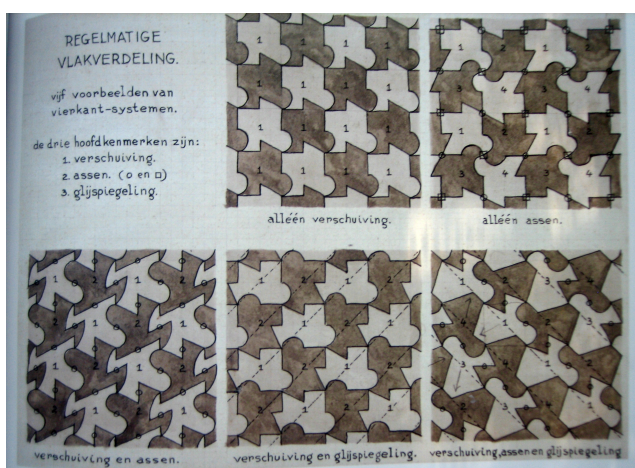 REGELMATIGE
VLAKVERDELING.
vijf voorbeelden van
vierkant-systemen.
de drie hoofdkenmerken zijn:
1. verschuiving.
2. assen. (o en □)
3. glijspiegeling.
alléén verschuiving.
alléén assen.
verschuiving en assen.
verschuiving en glijspiegeling.
verschuiving, assen en glijspiegeling